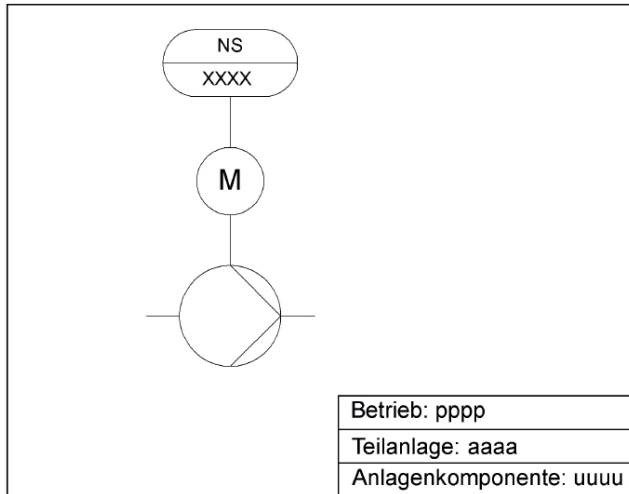 NS
XXXX
M
Betrieb: pppp
Teilanlage: aaaa
Anlagenkomponente: uuuu